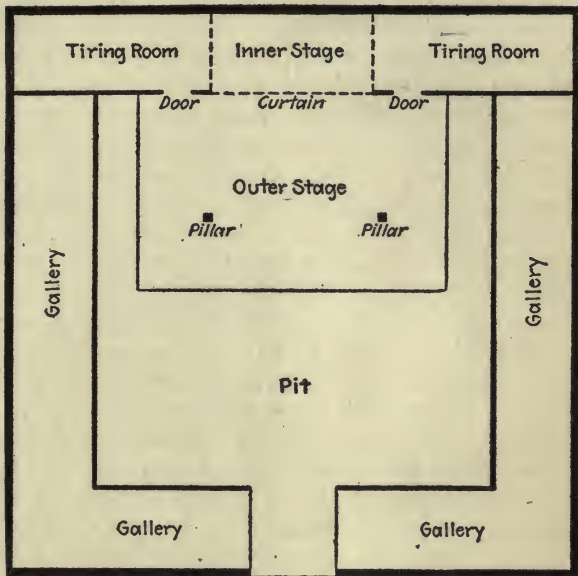 Tiring Room
Inner Stage
Tiring Room
Door
Curtain
Door
Outer Stage
Pillar
Pillar
Gallery
Gallery
Pit
Gallery
Gallery